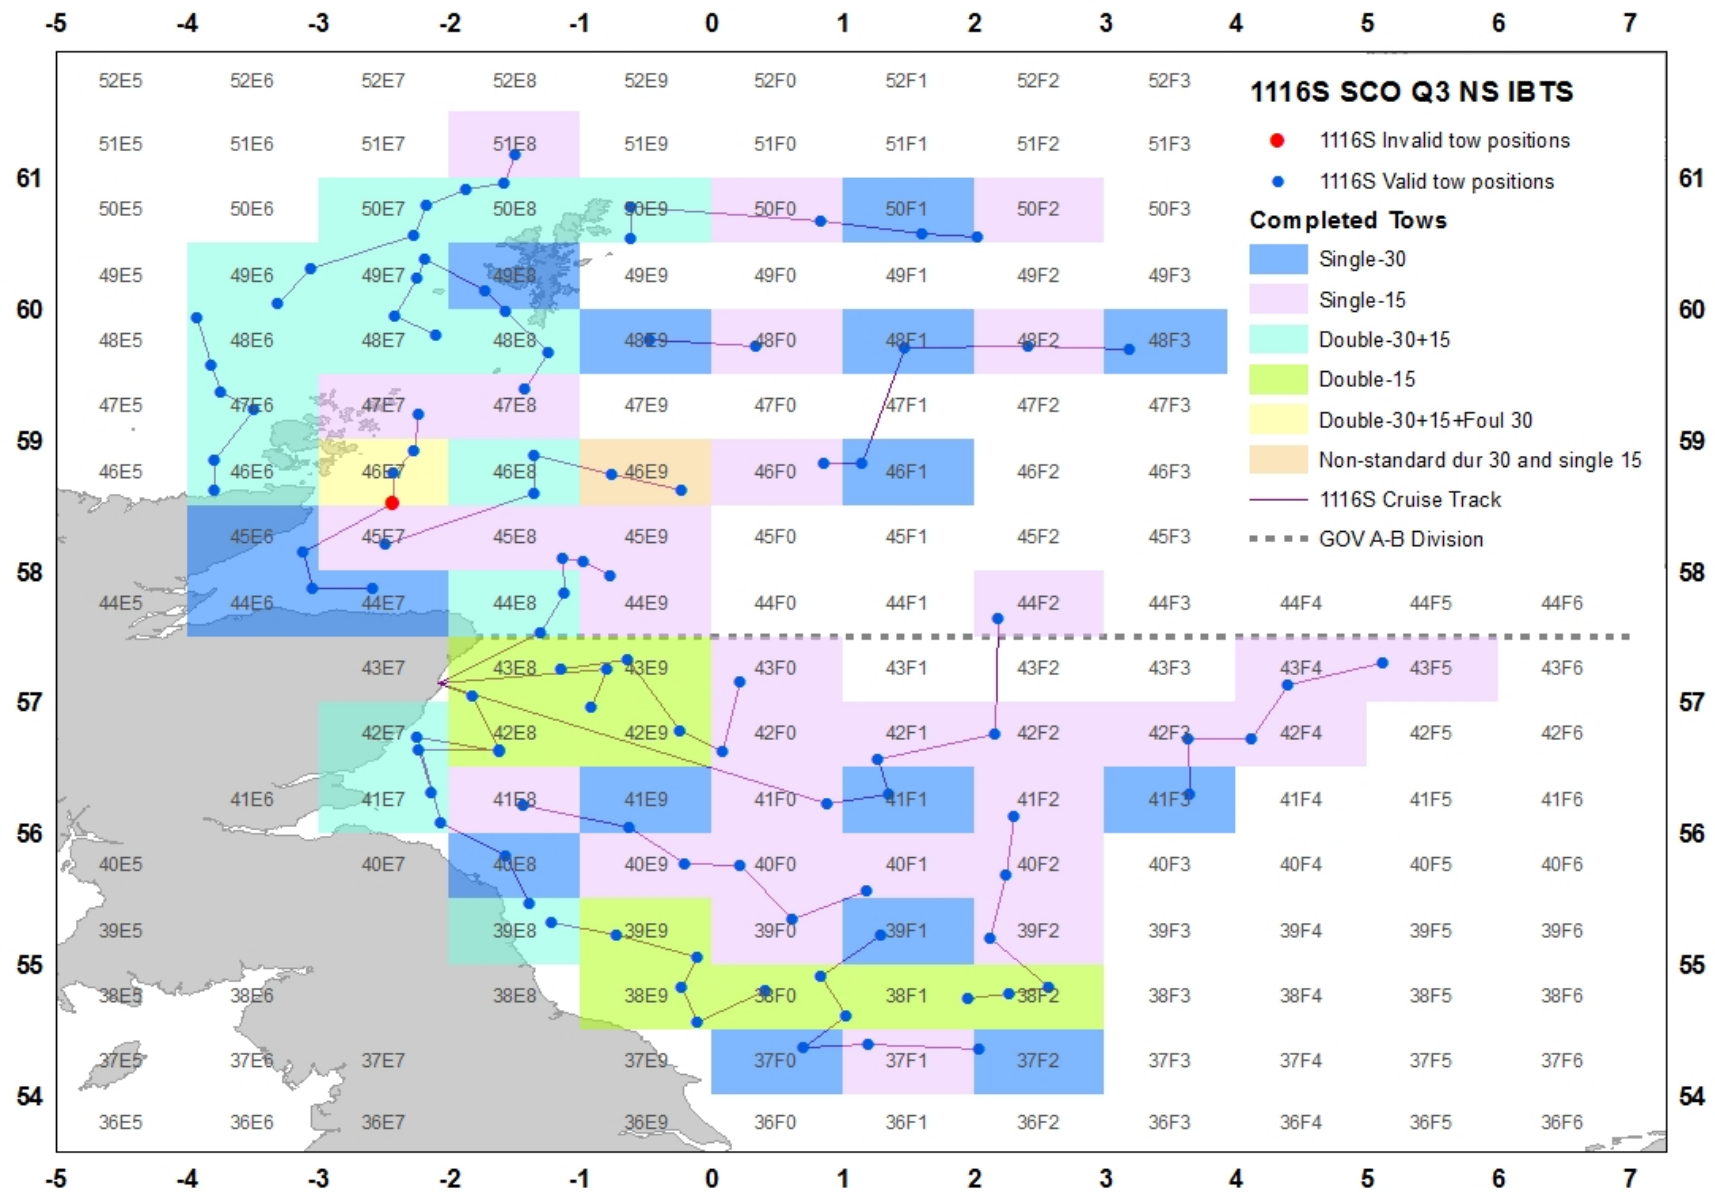 -5 -4 -3 -2 -1 0 1 2 3 4 5 6 7
52E5 52E6 52E7 52E8 52E9 52F0 52F1 52F2 52F3
51E5 51E6 51E7 51E8 51E9 51F0 51F1 51F2 51F3
61 61
50E5 50E6 50E7 50E8 50E9 50F0 50F1 50F2 50F3
49E5 49E6 49E7 49E8 49E9 49F0 49F1 49F2 49F3
60 60
48E5 48E6 48E7 48E8 48E9 48F0 48F1 48F2 48F3
47E5 47E6 47E7 47E8 47E9 47F0 47F1 47F2 47F3
59 59
46E5 46E6 46E7 46E8 46E9 46F0 46F1 46F2 46F3
45E6 45E7 45E8 45E9 45F0 45F1 45F2 45F3
58 58
44E5 44E6 44E7 44E8 44E9 44F0 44F1 44F2 44F3 44F4 44F5 44F6
43E7 43E8 43E9 43F0 43F1 43F2 43F3 43F4 43F5 43F6
57 57
42E7 42E8 42E9 42F0 42F1 42F2 42F3 42F4 42F5 42F6
41E6 41E7 41E8 41E9 41F0 41F1 41F2 41F3 41F4 41F5 41F6
56 56
40E5 40E7 40E8 40E9 40F0 40F1 40F2 40F3 40F4 40F5 40F6
39E5 39E8 39E9 39F0 39F1 39F2 39F3 39F4 39F5 39F6
55 55
38E5 38E6 38E8 38E9 38F0 38F1 38F2 38F3 38F4 38F5 38F6
37E5 37E6 37E7 37E9 37F0 37F1 37F2 37F3 37F4 37F5 37F6
54 54
36E5 36E6 36E7 36E9 36F0 36F1 36F2 36F3 36F4 36F5 36F6
-5 -4 -3 -2 -1 0 1 2 3 4 5 6 7
1116S SCO Q3 NS IBTS
1116S Invalid tow positions
1116S Valid tow positions
Completed Tows
Single-30
Single-15
Double-30+15
Double-15
Double-30+15+Foul 30
Non-standard dur 30 and single 15
1116S Cruise Track
GOV A-B Division